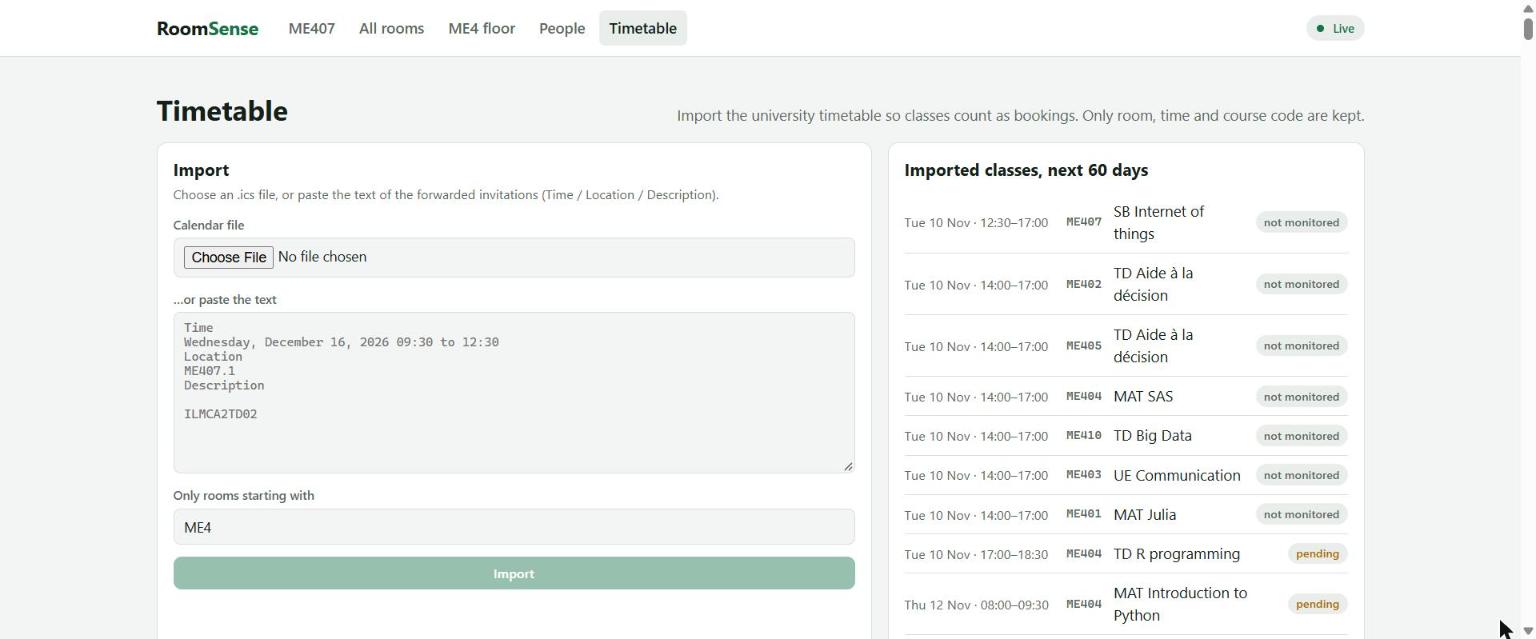 RoomSense ME407 All rooms ME4 floor People Timetable Live
Timetable
Import the university timetable so classes count as bookings. Only room, time and course code are kept.
Import
Choose an .ics file, or paste the text of the forwarded invitations (Time / Location / Description).
Calendar file
Choose File No file chosen
...or paste the text
Time
Wednesday, December 16, 2026 09:30 to 12:30
Location
ME407.1
Description
ILMCA2TD02
Only rooms starting with
ME4
Import
Imported classes, next 60 days
Tue 10 Nov · 12:30–17:00 ME407 SB Internet of
things
not monitored
Tue 10 Nov · 14:00–17:00 ME402 TD Aide à la
décision
not monitored
Tue 10 Nov · 14:00–17:00 ME405 TD Aide à la
décision
not monitored
Tue 10 Nov · 14:00–17:00 ME404 MAT SAS not monitored
Tue 10 Nov · 14:00–17:00 ME410 TD Big Data not monitored
Tue 10 Nov · 14:00–17:00 ME403 UE Communication not monitored
Tue 10 Nov · 14:00–17:00 ME401 MAT Julia not monitored
Tue 10 Nov · 17:00–18:30 ME404 TD R programming pending
Thu 12 Nov · 08:00–09:30 ME404 MAT Introduction to
Python
pending